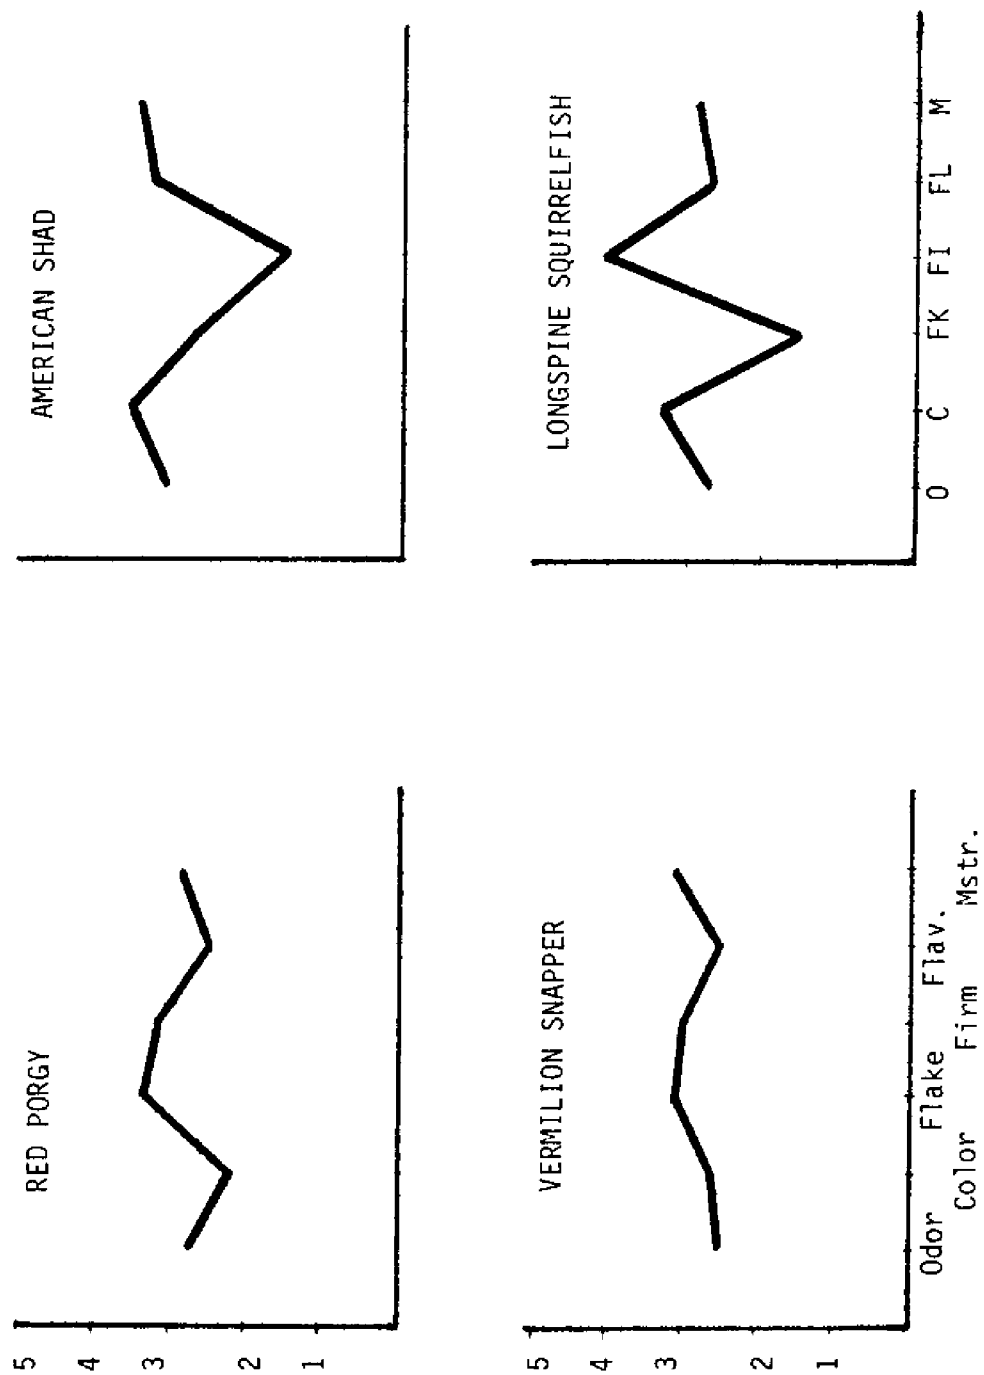 RED PORGY
AMERICAN SHAD
5
4
3
2
1
VERMILION SNAPPER
LONGSPINE SQUIRRELFISH
5
4
3
2
1
Odor Flake Flav.
Color Firm Mstr.
O C FK FI FL M